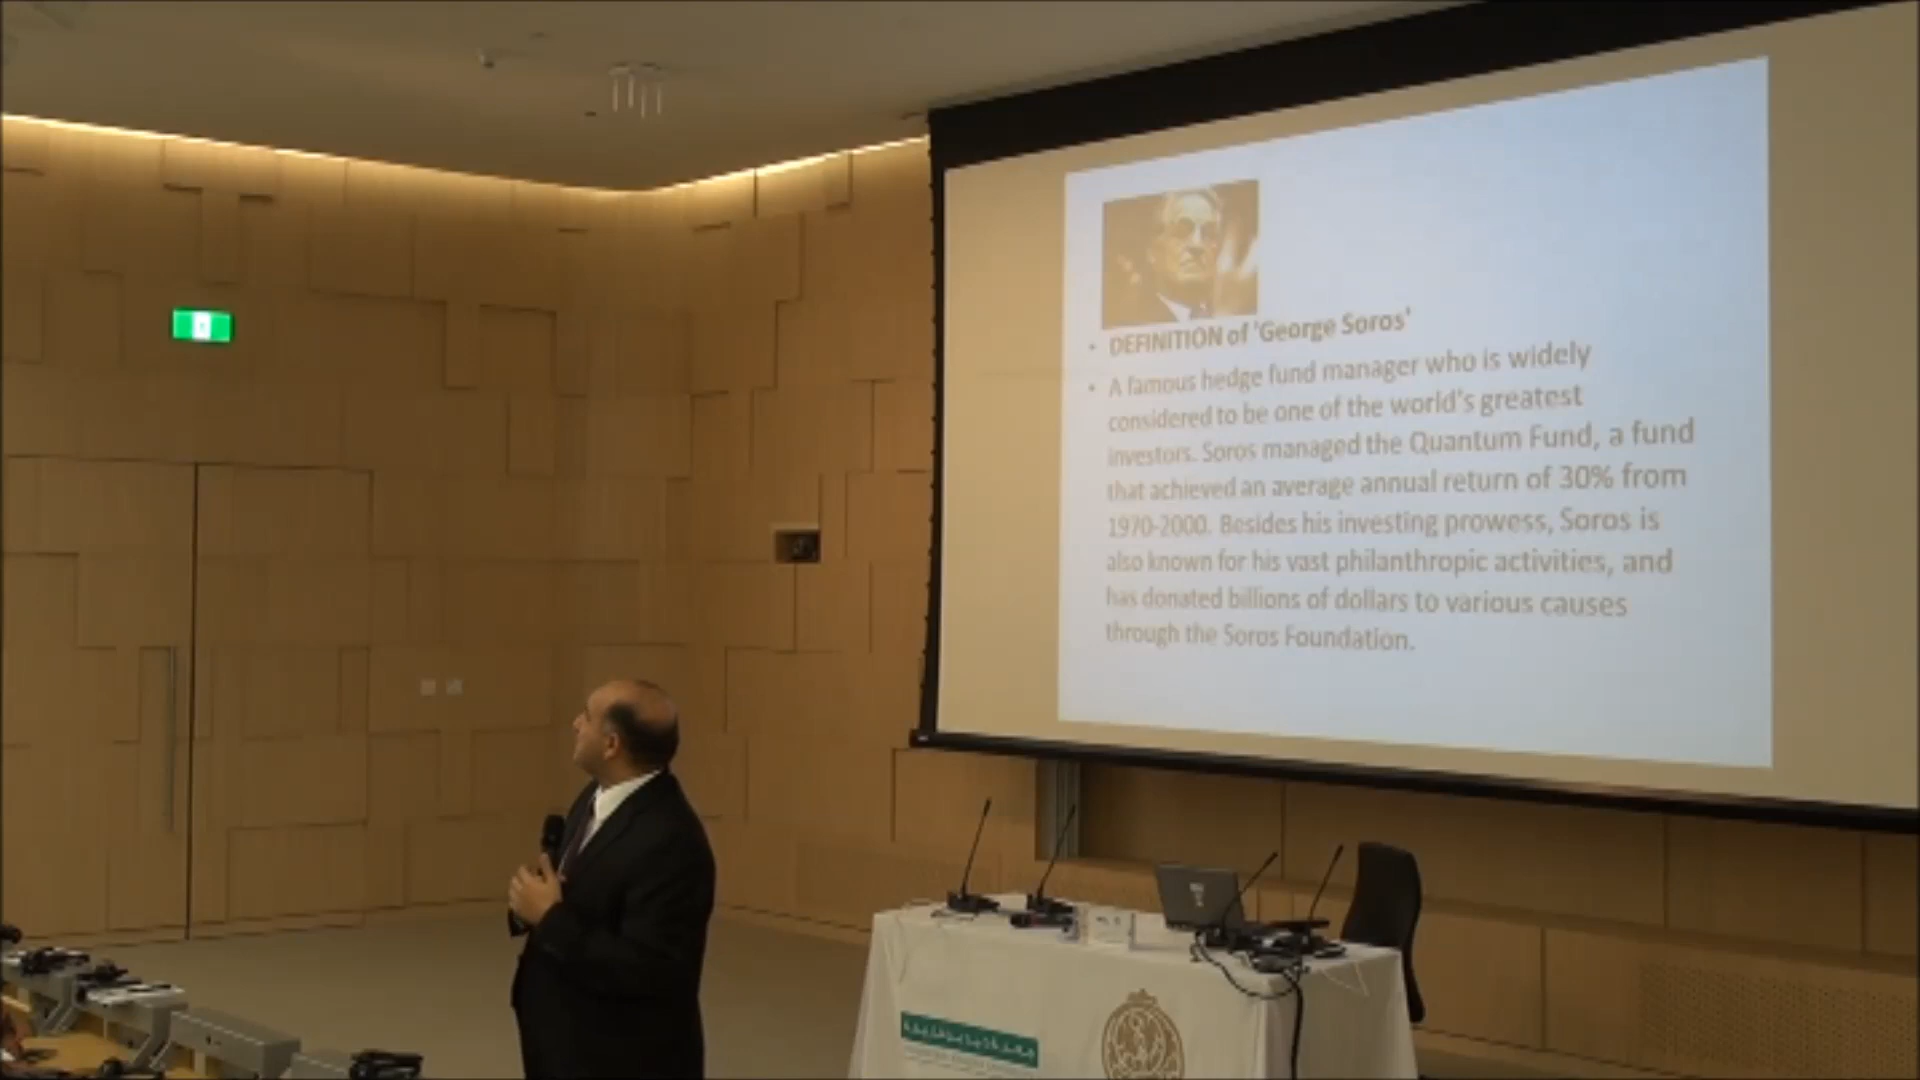 • DEFINITION of 'George Soros'
• A famous hedge fund manager who is widely
considered to be one of the world's greatest
investors. Soros managed the Quantum Fund, a fund
that achieved an average annual return of 30% from
1970-2000. Besides his investing prowess, Soros is
also known for his vast philanthropic activities, and
has donated billions of dollars to various causes
through the Soros Foundation.